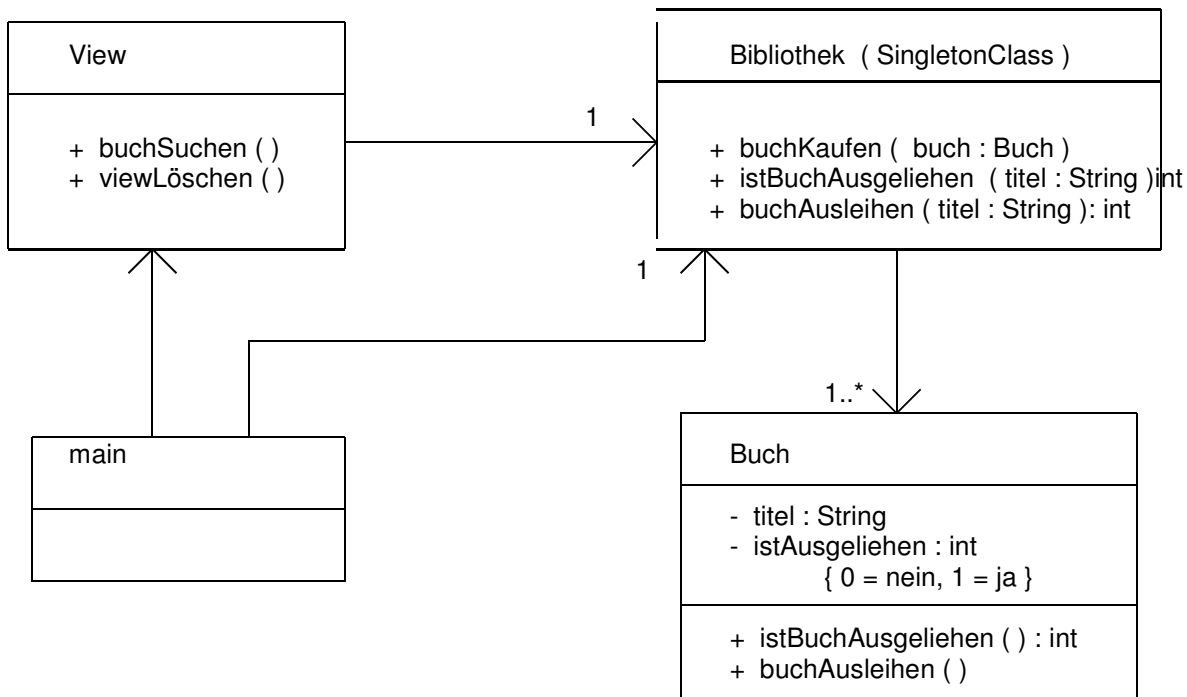 View
+ buchSuchen ( )
+ viewLöschen ( )
Bibliothek ( SingletonClass )
1
+ buchKaufen ( buch : Buch )
+ istBuchAusgeliehen ( titel : String )int
+ buchAusleihen ( titel : String ): int
1
1..*
main
Buch
- titel : String
- istAusgeliehen : int
{ 0 = nein, 1 = ja }
+ istBuchAusgeliehen ( ) : int
+ buchAusleihen ( )